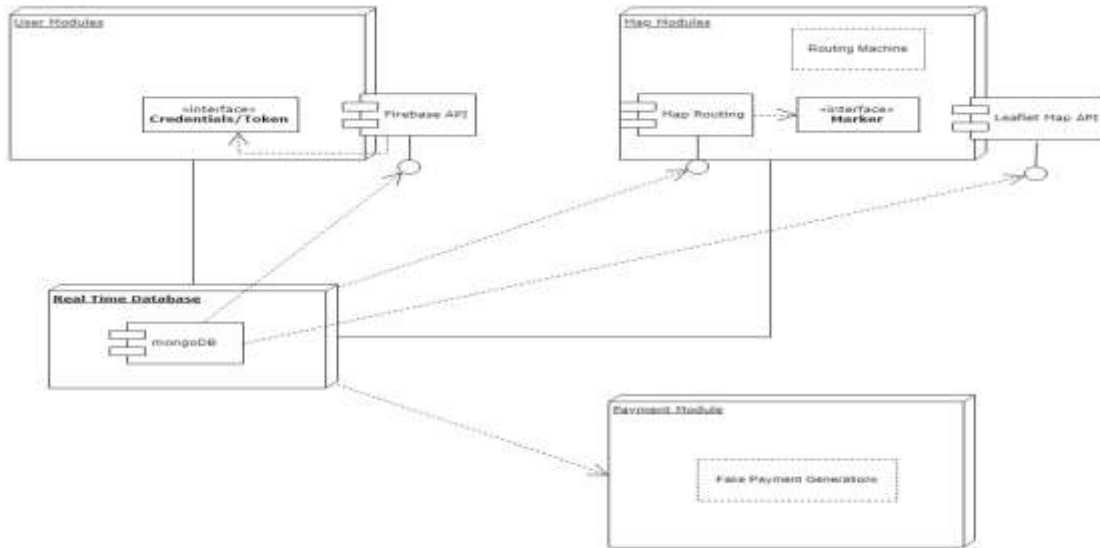 User Modules
«interface»
Credentials/Token
Firebase API
Map Modules
Routing Machine
Map Routing
«interface»
Marker
Leaflet Map API
Real Time Database
mongoDB
Payment Module
Fake Payment Generations